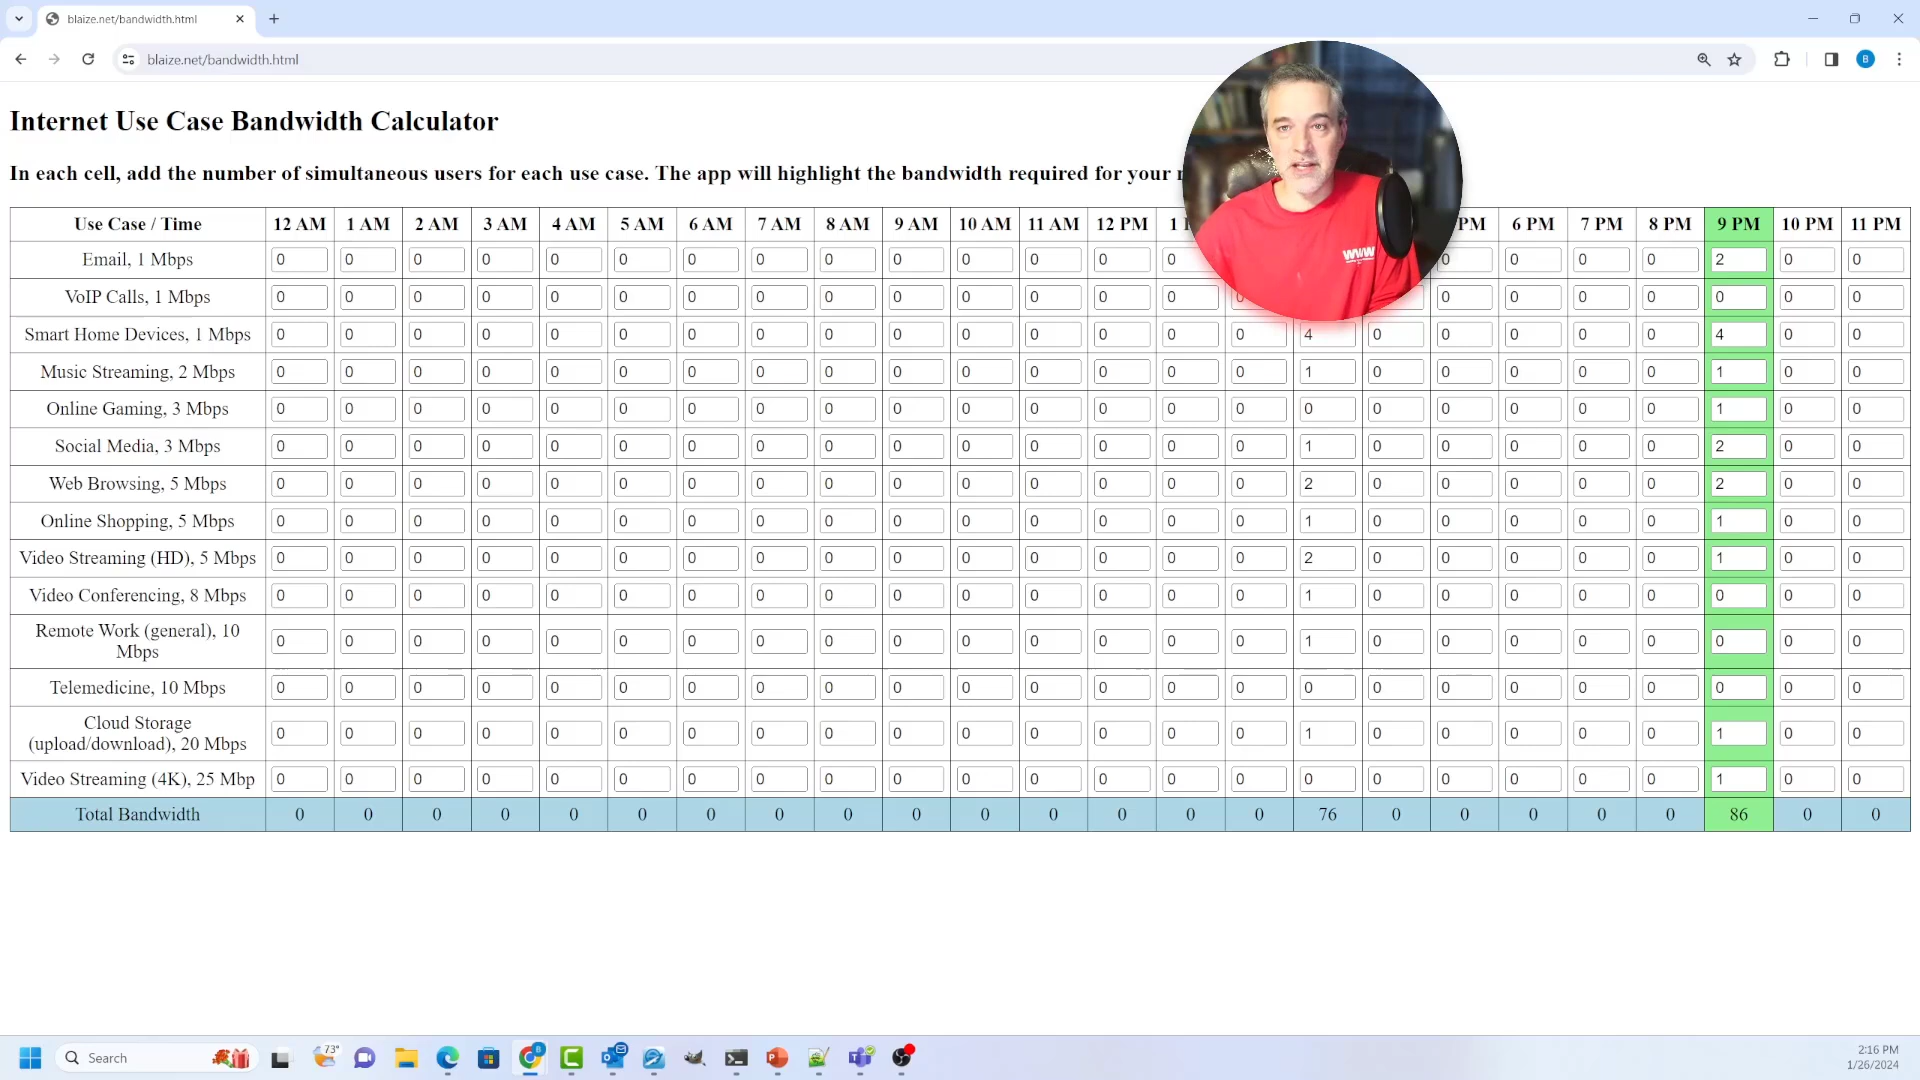 blaize.net/bandwidth.html
blaize.net/bandwidth.html
B
Internet Use Case Bandwidth Calculator
In each cell, add the number of simultaneous users for each use case. The app will highlight the bandwidth required for your
Use Case / Time 12 AM 1 AM 2 AM 3 AM 4 AM 5 AM 6 AM 7 AM 8 AM 9 AM 10 AM 11 AM 12 PM 1 PM 6 PM 7 PM 8 PM 9 PM 10 PM 11 PM
Email, 1 Mbps 0 0 0 0 0 0 0 0 0 0 0 0 0 0 0 0 0 0 2 0 0
VoIP Calls, 1 Mbps 0 0 0 0 0 0 0 0 0 0 0 0 0 0 0 0 0 0 0 0 0 0
Smart Home Devices, 1 Mbps 0 0 0 0 0 0 0 0 0 0 0 0 0 0 0 4 0 0 0 0 0 4 0 0
Music Streaming, 2 Mbps 0 0 0 0 0 0 0 0 0 0 0 0 0 0 0 1 0 0 0 0 0 1 0 0
Online Gaming, 3 Mbps 0 0 0 0 0 0 0 0 0 0 0 0 0 0 0 0 0 0 0 0 0 1 0 0
Social Media, 3 Mbps 0 0 0 0 0 0 0 0 0 0 0 0 0 0 0 1 0 0 0 0 0 2 0 0
Web Browsing, 5 Mbps 0 0 0 0 0 0 0 0 0 0 0 0 0 0 0 2 0 0 0 0 0 2 0 0
Online Shopping, 5 Mbps 0 0 0 0 0 0 0 0 0 0 0 0 0 0 0 1 0 0 0 0 0 1 0 0
Video Streaming (HD), 5 Mbps 0 0 0 0 0 0 0 0 0 0 0 0 0 0 0 2 0 0 0 0 0 1 0 0
Video Conferencing, 8 Mbps 0 0 0 0 0 0 0 0 0 0 0 0 0 0 0 1 0 0 0 0 0 0 0 0
Remote Work (general), 10
Mbps 0 0 0 0 0 0 0 0 0 0 0 0 0 0 0 1 0 0 0 0 0 0 0 0
Telemedicine, 10 Mbps 0 0 0 0 0 0 0 0 0 0 0 0 0 0 0 0 0 0 0 0 0 0 0 0
Cloud Storage
(upload/download), 20 Mbps 0 0 0 0 0 0 0 0 0 0 0 0 0 0 0 1 0 0 0 0 0 1 0 0
Video Streaming (4K), 25 Mbp 0 0 0 0 0 0 0 0 0 0 0 0 0 0 0 0 0 0 0 0 0 1 0 0
Total Bandwidth 0 0 0 0 0 0 0 0 0 0 0 0 0 0 0 76 0 0 0 0 0 86 0 0
WWW
Search
73°
2:16 PM
1/26/2024